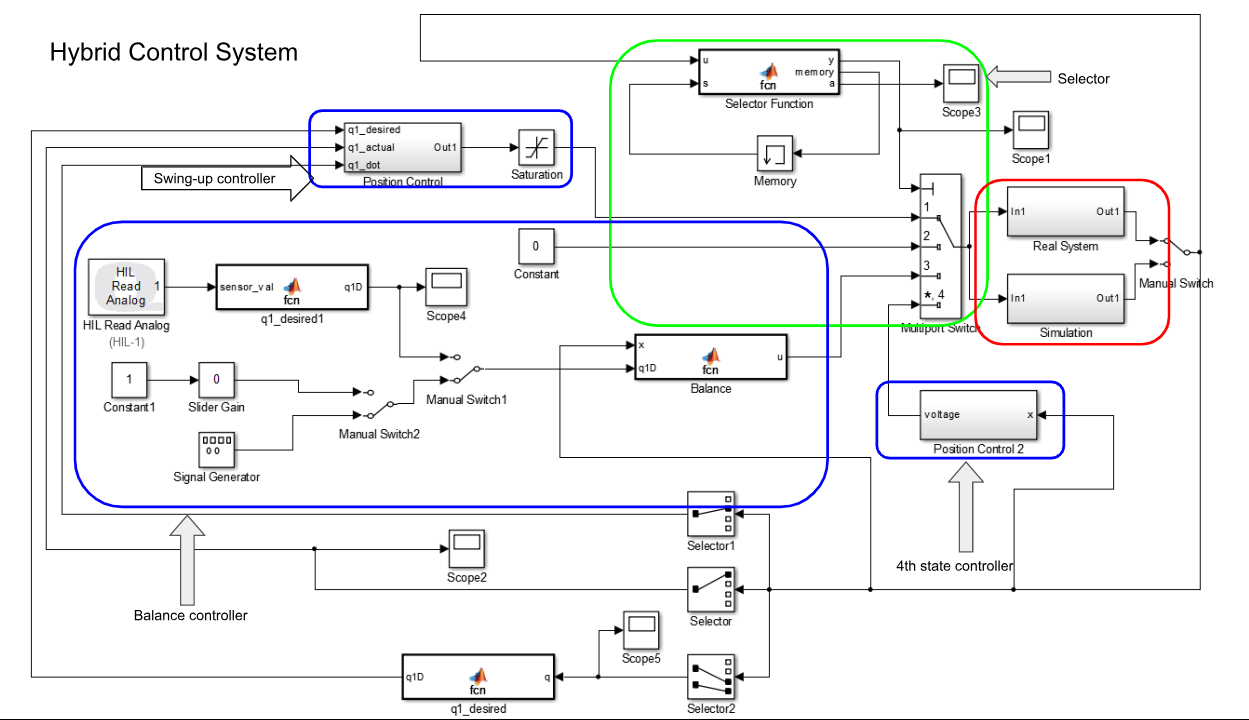 Hybrid Control System
u
s
y
memory
a
fcn
Selector Function
Scope3
Selector
Scope1
Memory
q1_desired
q1_actual
q1_dot
Out1
Position Control
Saturation
Swing-up controller
1
2
3
*, 4
Multiport Switch
In1
Out1
Real System
In1
Out1
Simulation
Manual Switch
0
Constant
HIL
Read
Analog
1
HIL Read Analog
(HIL-1)
sensor_val
q1D
fcn
q1_desired1
Scope4
x
q1D
u
fcn
Balance
1
Constant1
0
Slider Gain
Manual Switch1
Manual Switch2
Signal Generator
voltage
x
Position Control 2
Selector1
Scope2
4th state controller
Balance controller
Selector
Scope5
q1D
q
fcn
q1_desired
Selector2